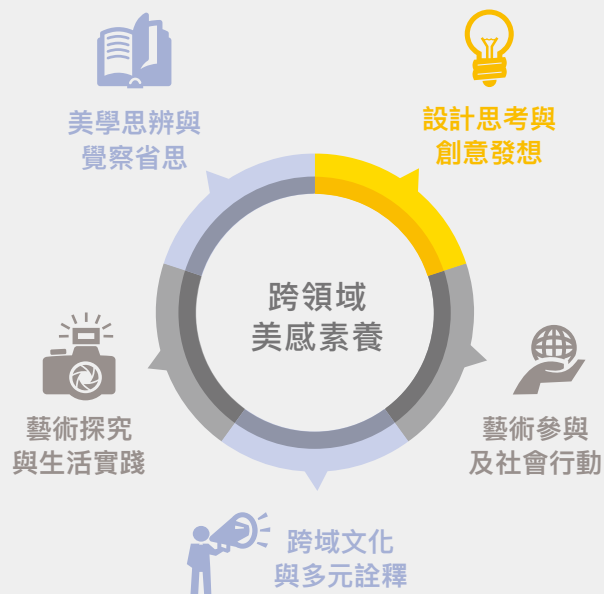 美學思辨與
覺察省思
設計思考與
創意發想
跨領域
美感素養
藝術探究
與生活實踐
藝術參與
及社會行動
跨域文化
與多元詮釋